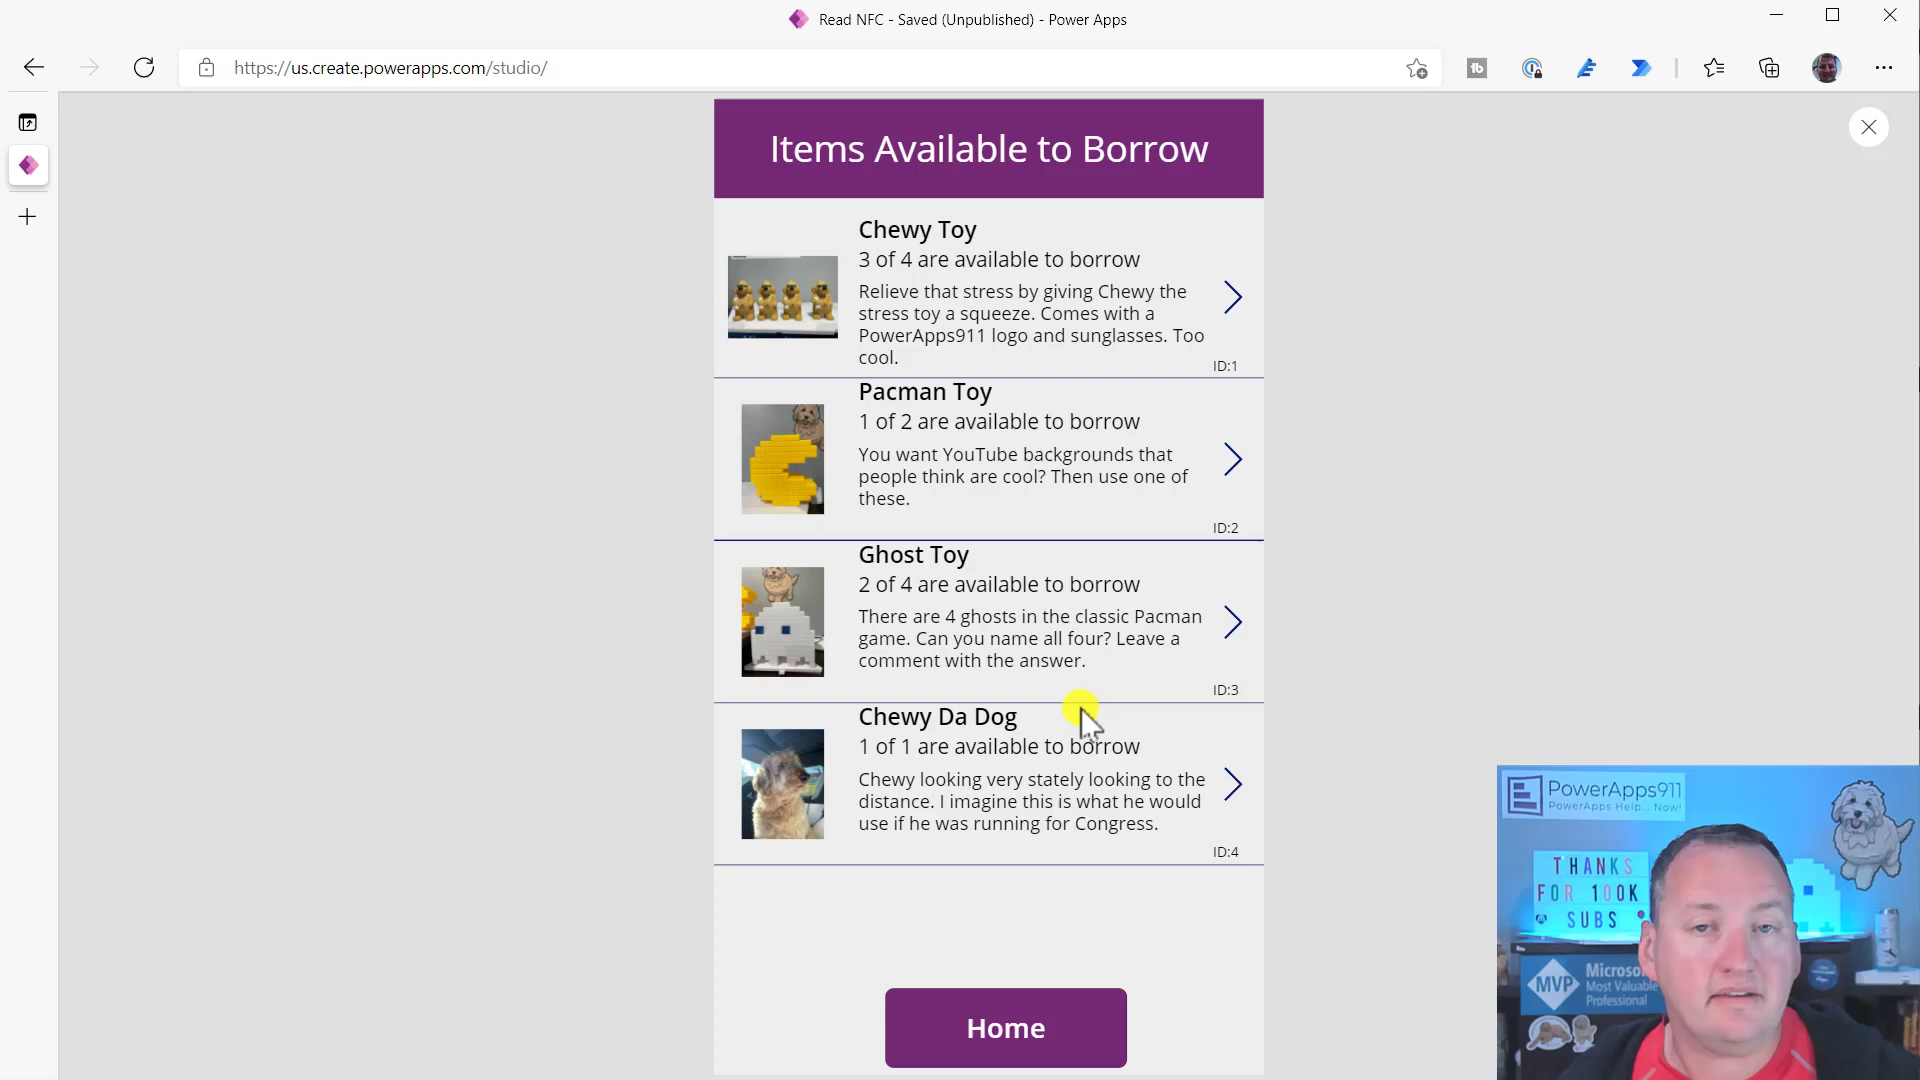 Read NFC - Saved (Unpublished) - Power Apps
https://us.create.powerapps.com/studio/
Items Available to Borrow
Chewy Toy
3 of 4 are available to borrow
Relieve that stress by giving Chewy the
stress toy a squeeze. Comes with a
PowerApps911 logo and sunglasses. Too
cool.
ID:1
Pacman Toy
1 of 2 are available to borrow
You want YouTube backgrounds that
people think are cool? Then use one of
these.
ID:2
Ghost Toy
2 of 4 are available to borrow
There are 4 ghosts in the classic Pacman
game. Can you name all four? Leave a
comment with the answer.
ID:3
Chewy Da Dog
1 of 1 are available to borrow
Chewy looking very stately looking to the
distance. I imagine this is what he would
use if he was running for Congress.
ID:4
Home
PowerApps911
PowerApps Help... Now!
THANKS
FOR 100K
SUBS
MVP
Microso
Most Valuable
Professional